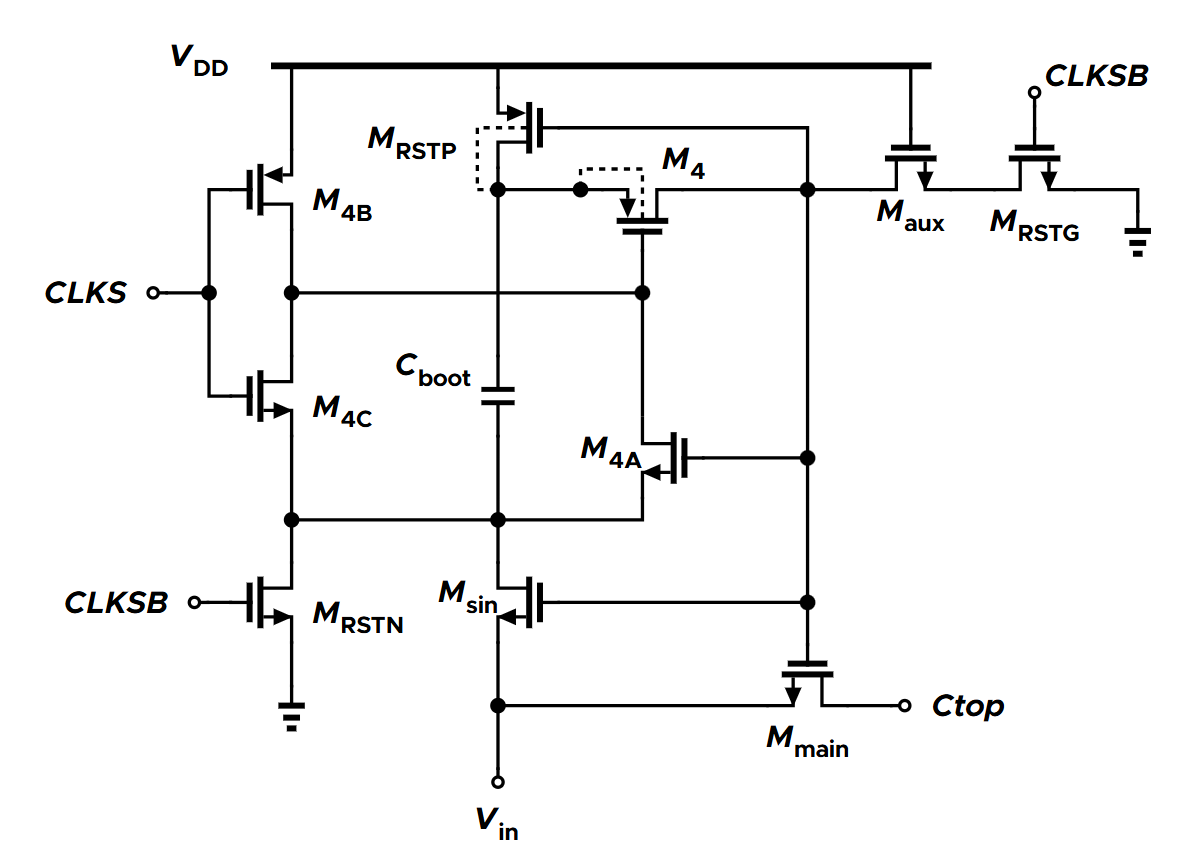 VDD
CLKSB
MRSTP
M4
M4B
Maux
MRSTG
CLKS
Cboot
M4C
M4A
CLKSB
MRSTN
Msin
Ctop
Mmain
Vin